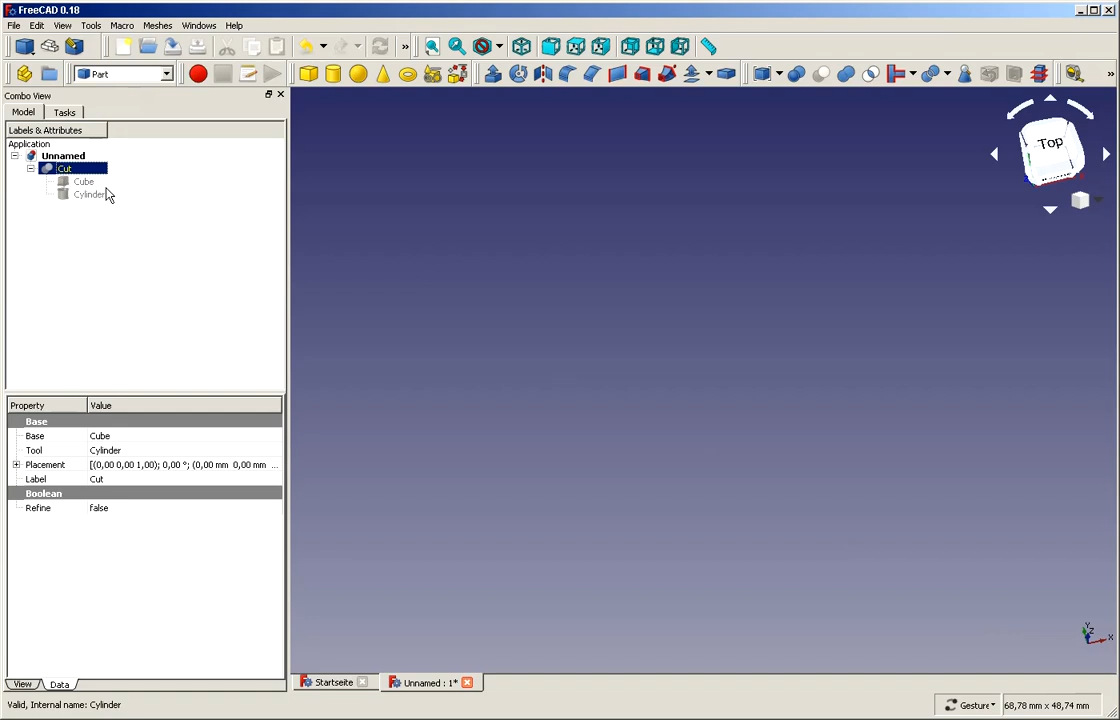 FreeCAD 0.18
File Edit View Tools Macro Meshes Windows Help
Part
Combo View
Model Tasks
Labels & Attributes
Application
Unnamed
Cut
Cube
Cylinder
Top
Property Value
Base
Base Cube
Tool Cylinder
Placement [(0,00 0,00 1,00); 0,00 °; (0,00 mm 0,00 mm ...
Label Cut
Boolean
Refine false
View Data
Startseite Unnamed : 1*
Y
Z
X
Valid, Internal name: Cylinder
Gesture 68,78 mm x 48,74 mm